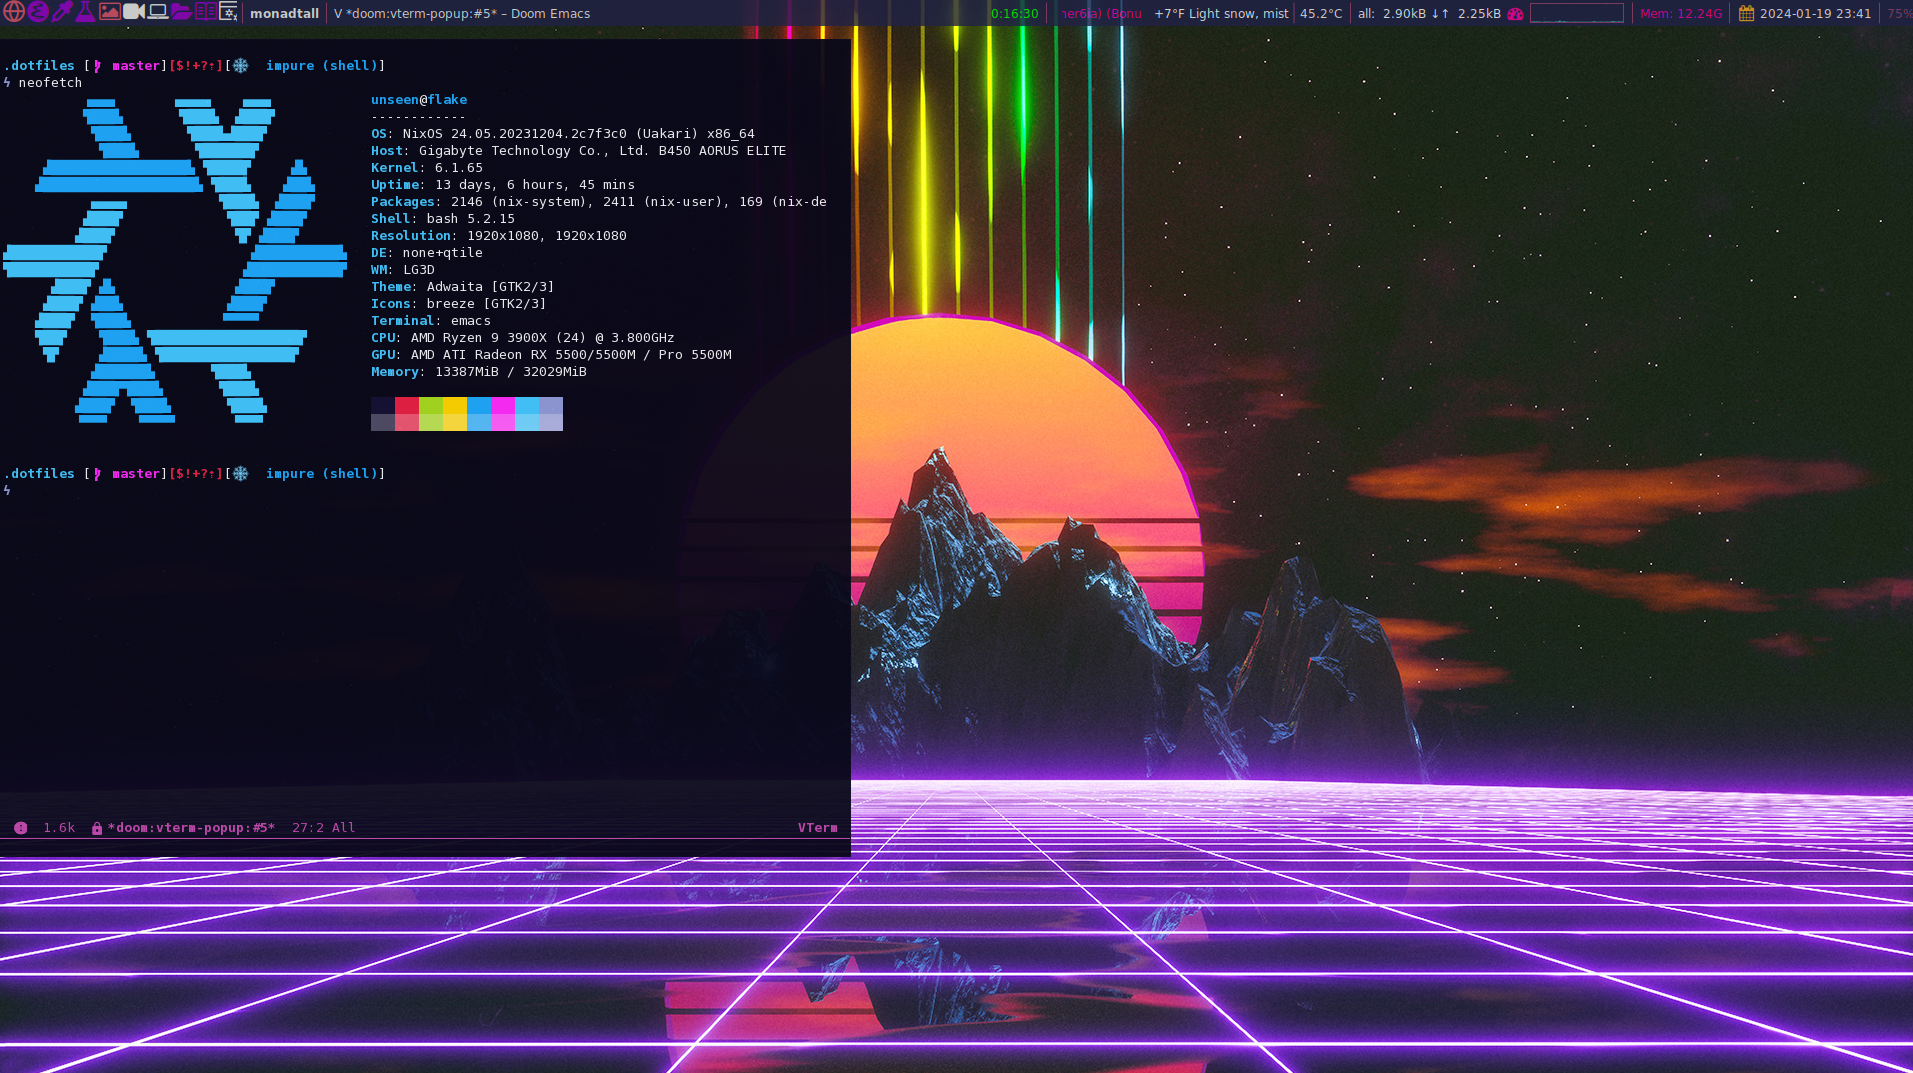 monadtall V *doom:vterm-popup:#5* – Doom Emacs 0:16:30 her6ia) (Bonu +7°F Light snow, mist 45.2°C all: 2.90kB ↓↑ 2.25kB Mem: 12.24G 2024-01-19 23:41 75%
.dotfiles [ master][$!+?⇡][❄ impure (shell)]
ϟ neofetch
unseen@flake
------------
OS: NixOS 24.05.20231204.2c7f3c0 (Uakari) x86_64
Host: Gigabyte Technology Co., Ltd. B450 AORUS ELITE
Kernel: 6.1.65
Uptime: 13 days, 6 hours, 45 mins
Packages: 2146 (nix-system), 2411 (nix-user), 169 (nix-de
Shell: bash 5.2.15
Resolution: 1920x1080, 1920x1080
DE: none+qtile
WM: LG3D
Theme: Adwaita [GTK2/3]
Icons: breeze [GTK2/3]
Terminal: emacs
CPU: AMD Ryzen 9 3900X (24) @ 3.800GHz
GPU: AMD ATI Radeon RX 5500/5500M / Pro 5500M
Memory: 13387MiB / 32029MiB
.dotfiles [ master][$!+?⇡][❄ impure (shell)]
ϟ
1.6k *doom:vterm-popup:#5* 27:2 All VTerm